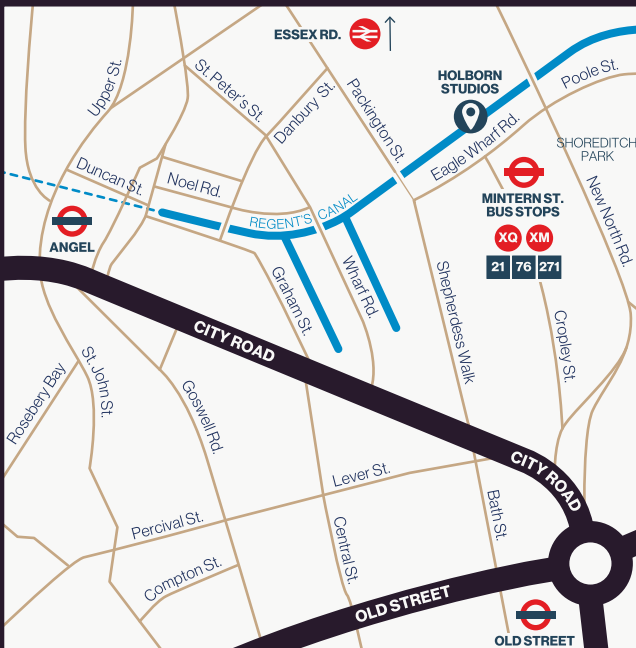 ESSEX RD.
Upper St.
St. Peter's St.
Danbury St.
Packington St.
HOLBORN
STUDIOS
Poole St.
Eagle Wharf Rd.
SHOREDITCH
PARK
Duncan St.
Noel Rd.
MINTERN ST.
BUS STOPS
XQ XM
21 76 271
New North Rd.
REGENT'S CANAL
ANGEL
Graham St.
Wharf Rd.
Shepherdess Walk
Cropley St.
CITY ROAD
St. John St.
Rosebery Bay
Goswell Rd.
Lever St.
CITY ROAD
Percival St.
Bath St.
Central St.
Compton St.
OLD STREET
OLD STREET